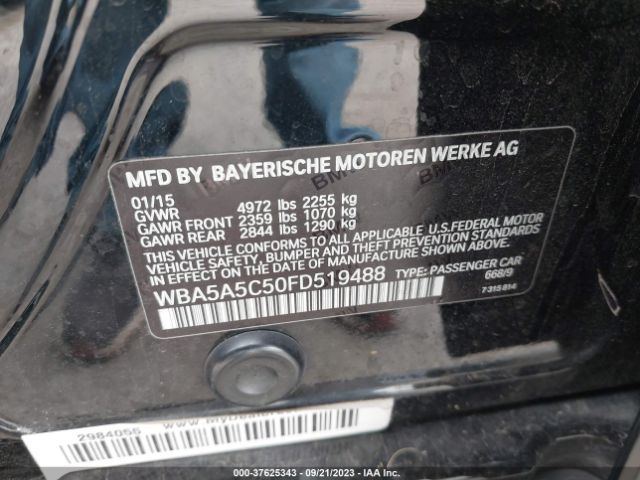 MFD BY BAYERISCHE MOTOREN WERKE AG
01/15
GVWR 4972 lbs 2255 kg
GAWR FRONT 2359 lbs 1070 kg
GAWR REAR 2844 lbs 1290 kg
THIS VEHICLE CONFORMS TO ALL APPLICABLE U.S.FEDERAL MOTOR
VEHICLE SAFETY, BUMPER AND THEFT PREVENTION STANDARDS
IN EFFECT ON THE DATE OF MANUFACTURE SHOWN ABOVE.
WBA5A5C50FD519488 TYPE: PASSENGER CAR
668/9
7315814
2984055
000-37625343 - 09/21/2023 - IAA Inc.